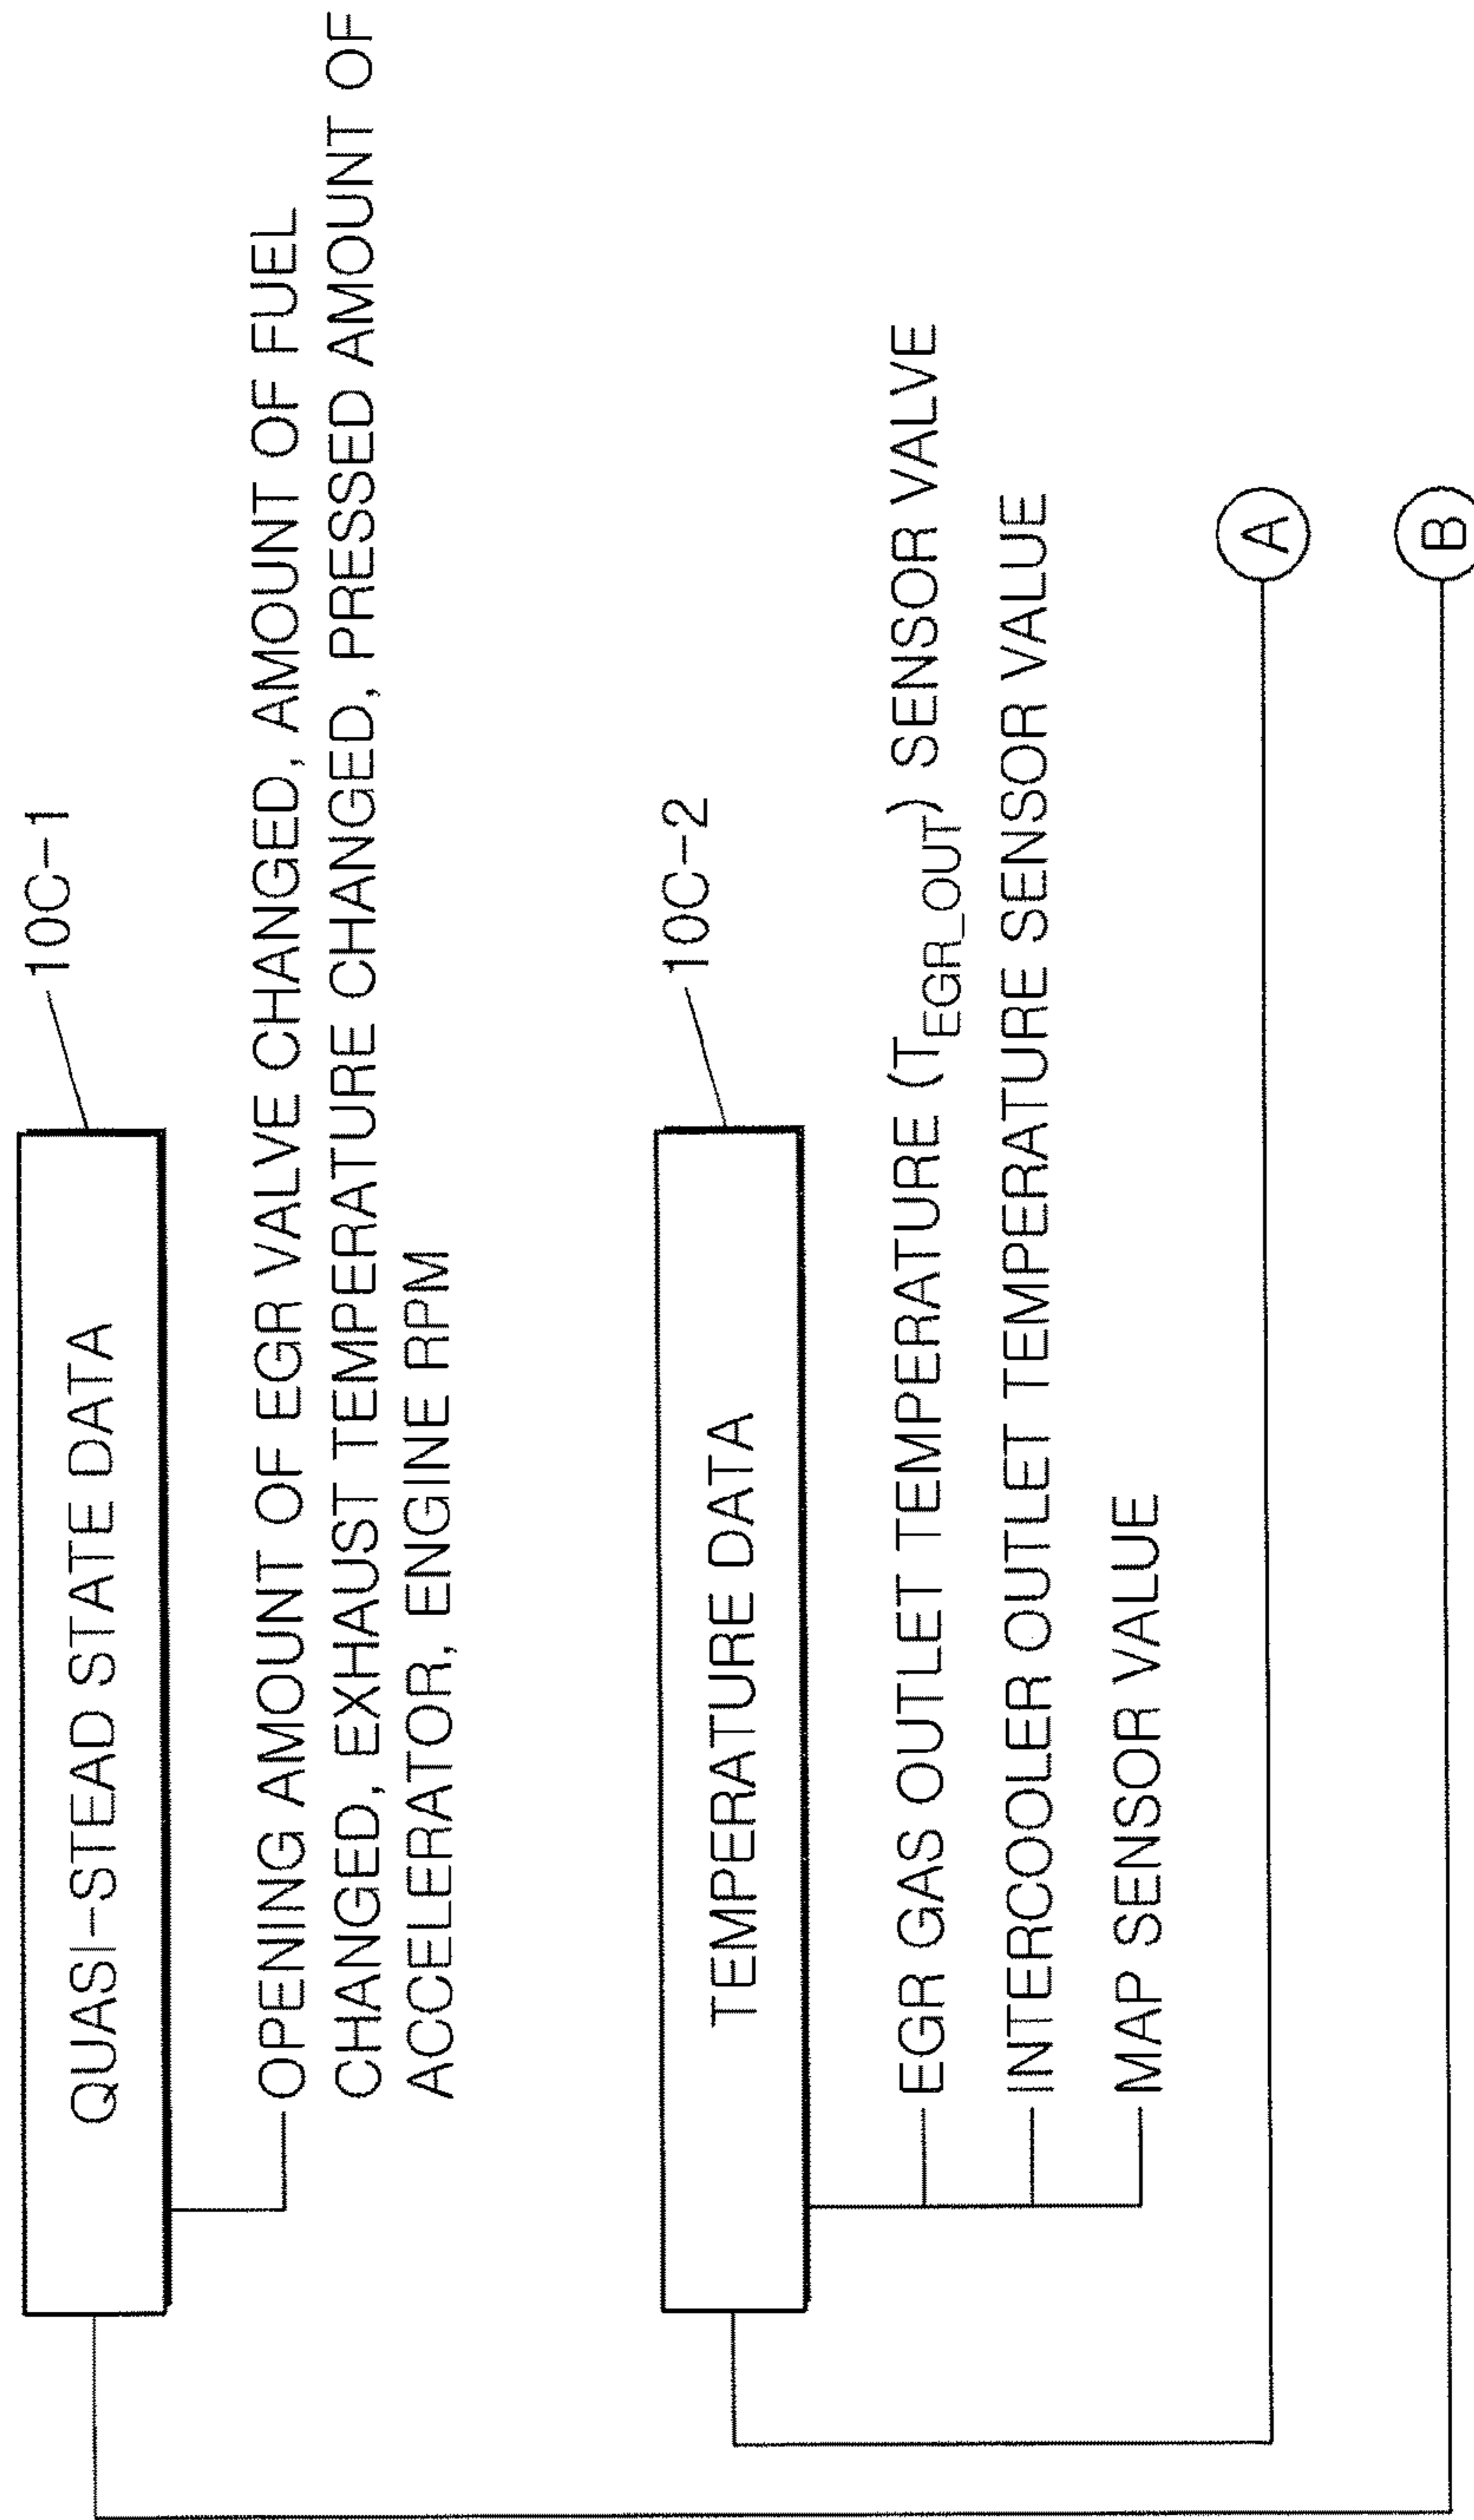 10C-1
QUASI-STEAD STATE DATA
OPENING AMOUNT OF EGR VALVE CHANGED, AMOUNT OF FUEL
CHANGED, EXHAUST TEMPERATURE CHANGED, PRESSED AMOUNT OF
ACCELERATOR, ENGINE RPM
10C-2
TEMPERATURE DATA
EGR GAS OUTLET TEMPERATURE (TEGR_OUT) SENSOR VALVE
INTERCOOLER OUTLET TEMPERATURE SENSOR VALUE
MAP SENSOR VALUE
A
B